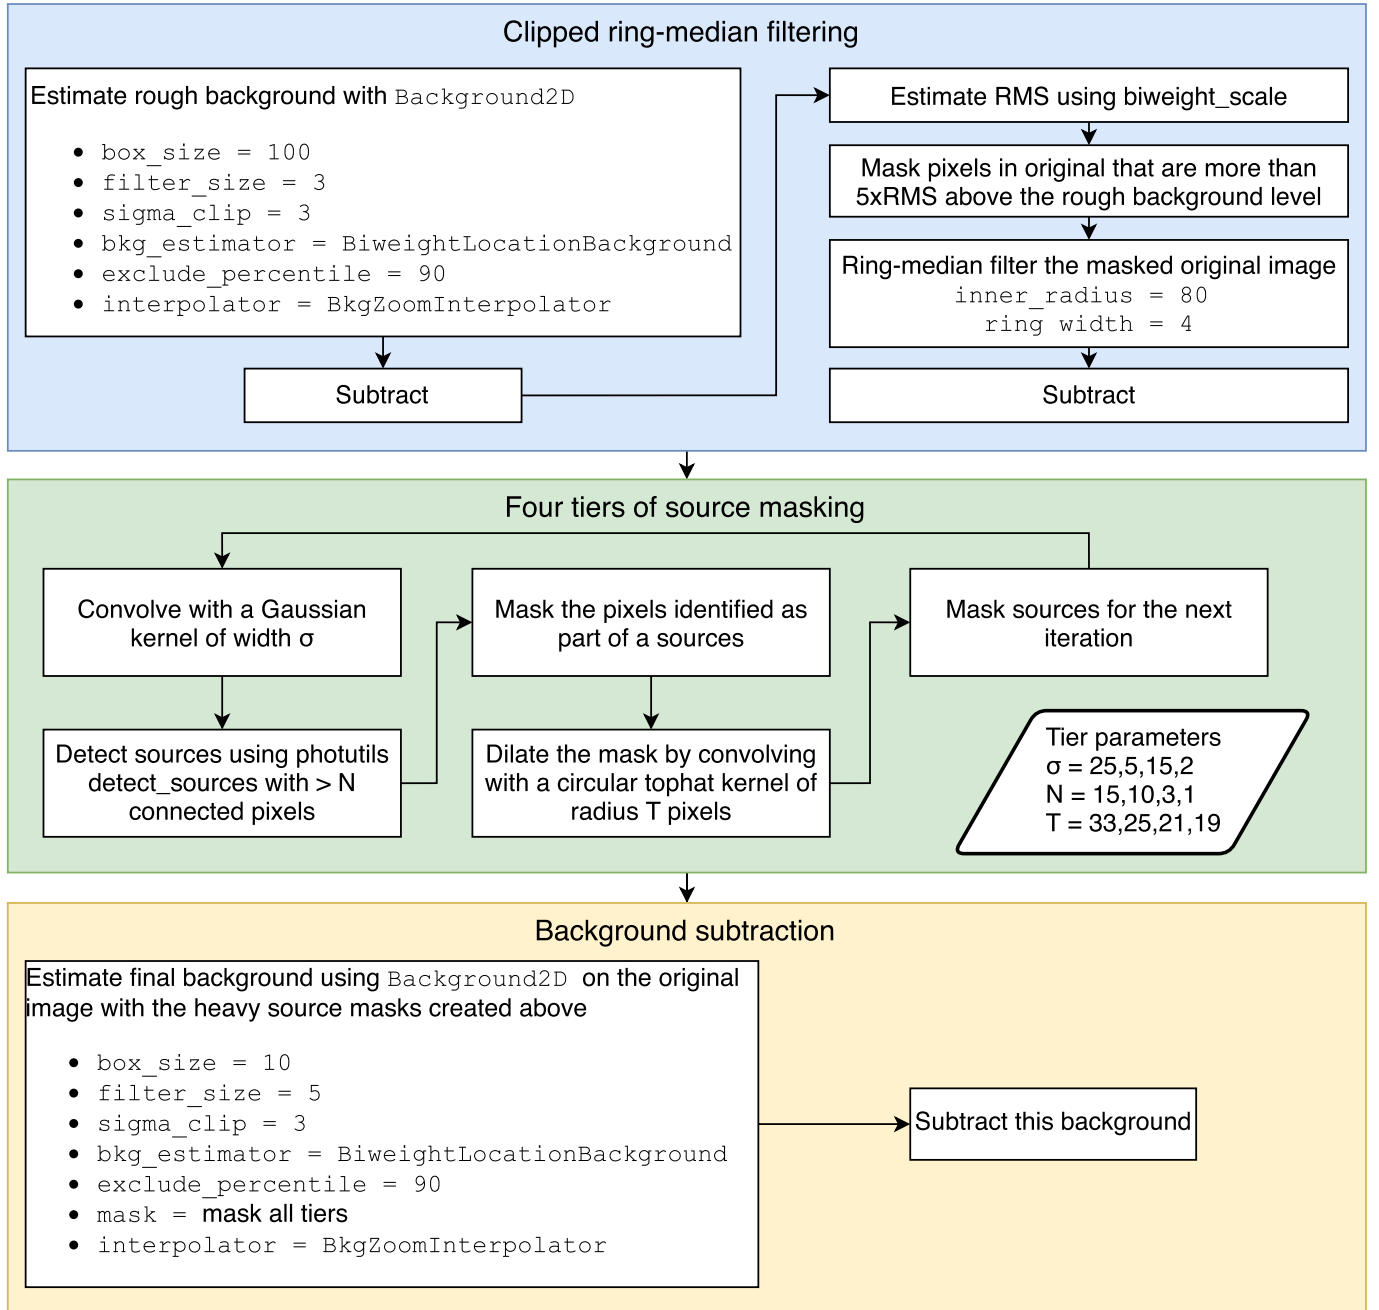 Clipped ring-median filtering
Estimate rough background with Background2D
• box_size = 100
• filter_size = 3
• sigma_clip = 3
• bkg_estimator = BiweightLocationBackground
• exclude_percentile = 90
• interpolator = BkgZoomInterpolator
Subtract
Estimate RMS using biweight_scale
Mask pixels in original that are more than
5xRMS above the rough background level
Ring-median filter the masked original image
inner_radius = 80
ring width = 4
Subtract
Four tiers of source masking
Convolve with a Gaussian
kernel of width σ
Detect sources using photutils
detect_sources with > N
connected pixels
Mask the pixels identified as
part of a sources
Dilate the mask by convolving
with a circular tophat kernel of
radius T pixels
Mask sources for the next
iteration
Tier parameters
σ = 25,5,15,2
N = 15,10,3,1
T = 33,25,21,19
Background subtraction
Estimate final background using Background2D on the original
image with the heavy source masks created above
• box_size = 10
• filter_size = 5
• sigma_clip = 3
• bkg_estimator = BiweightLocationBackground
• exclude_percentile = 90
• mask = mask all tiers
• interpolator = BkgZoomInterpolator
Subtract this background